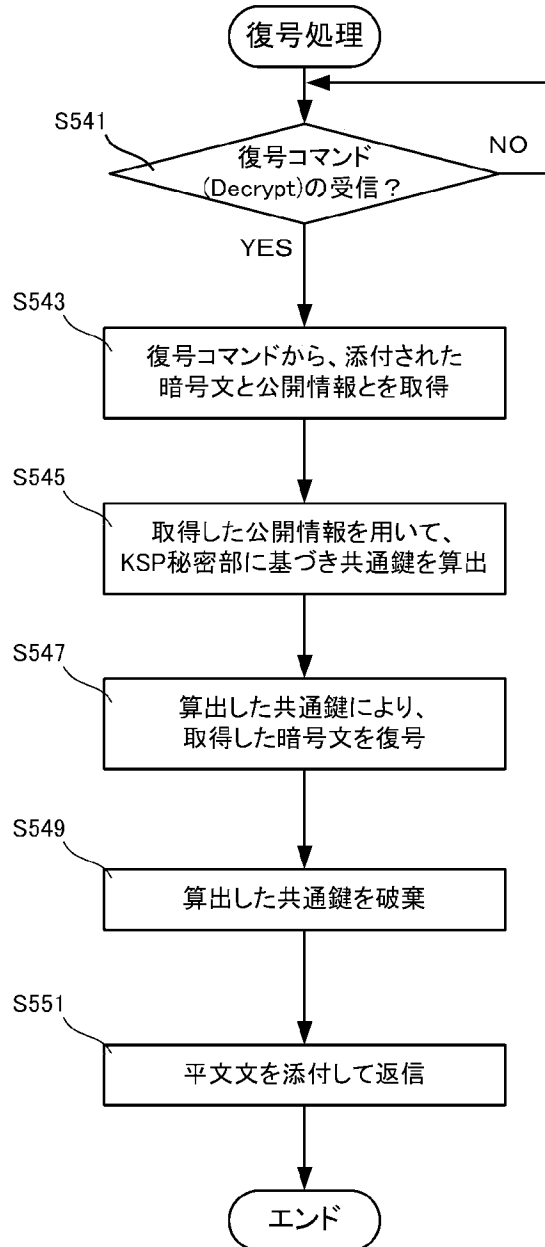 復号処理
S541
復号コマンド
(Decrypt)の受信？
NO
YES
S543
復号コマンドから、添付された
暗号文と公開情報とを取得
S545
取得した公開情報を用いて、
KSP秘密部に基づき共通鍵を算出
S547
算出した共通鍵により、
取得した暗号文を復号
S549
算出した共通鍵を破棄
S551
平文文を添付して返信
エンド